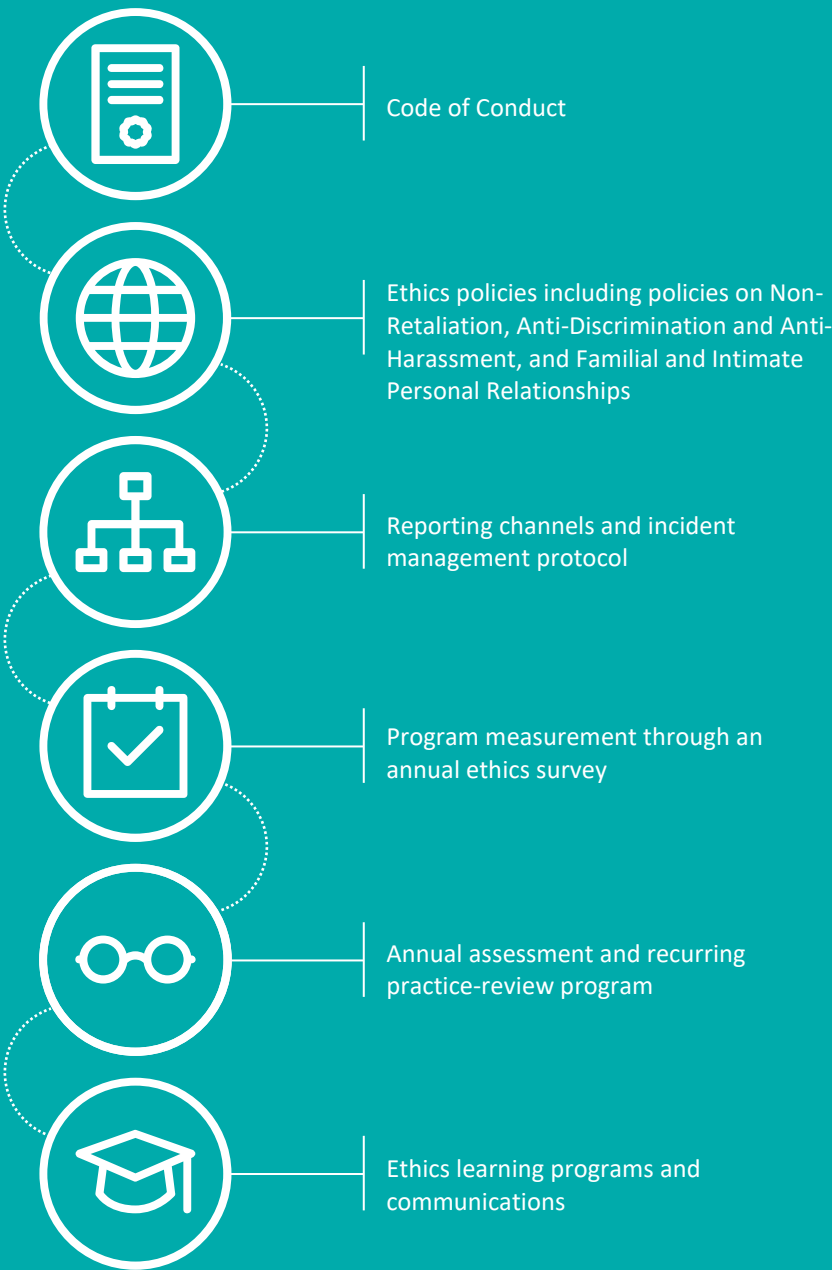 Code of Conduct
Ethics policies including policies on Non-
Retaliation, Anti-Discrimination and Anti-
Harassment, and Familial and Intimate
Personal Relationships
Reporting channels and incident
management protocol
Program measurement through an
annual ethics survey
Annual assessment and recurring
practice-review program
Ethics learning programs and
communications